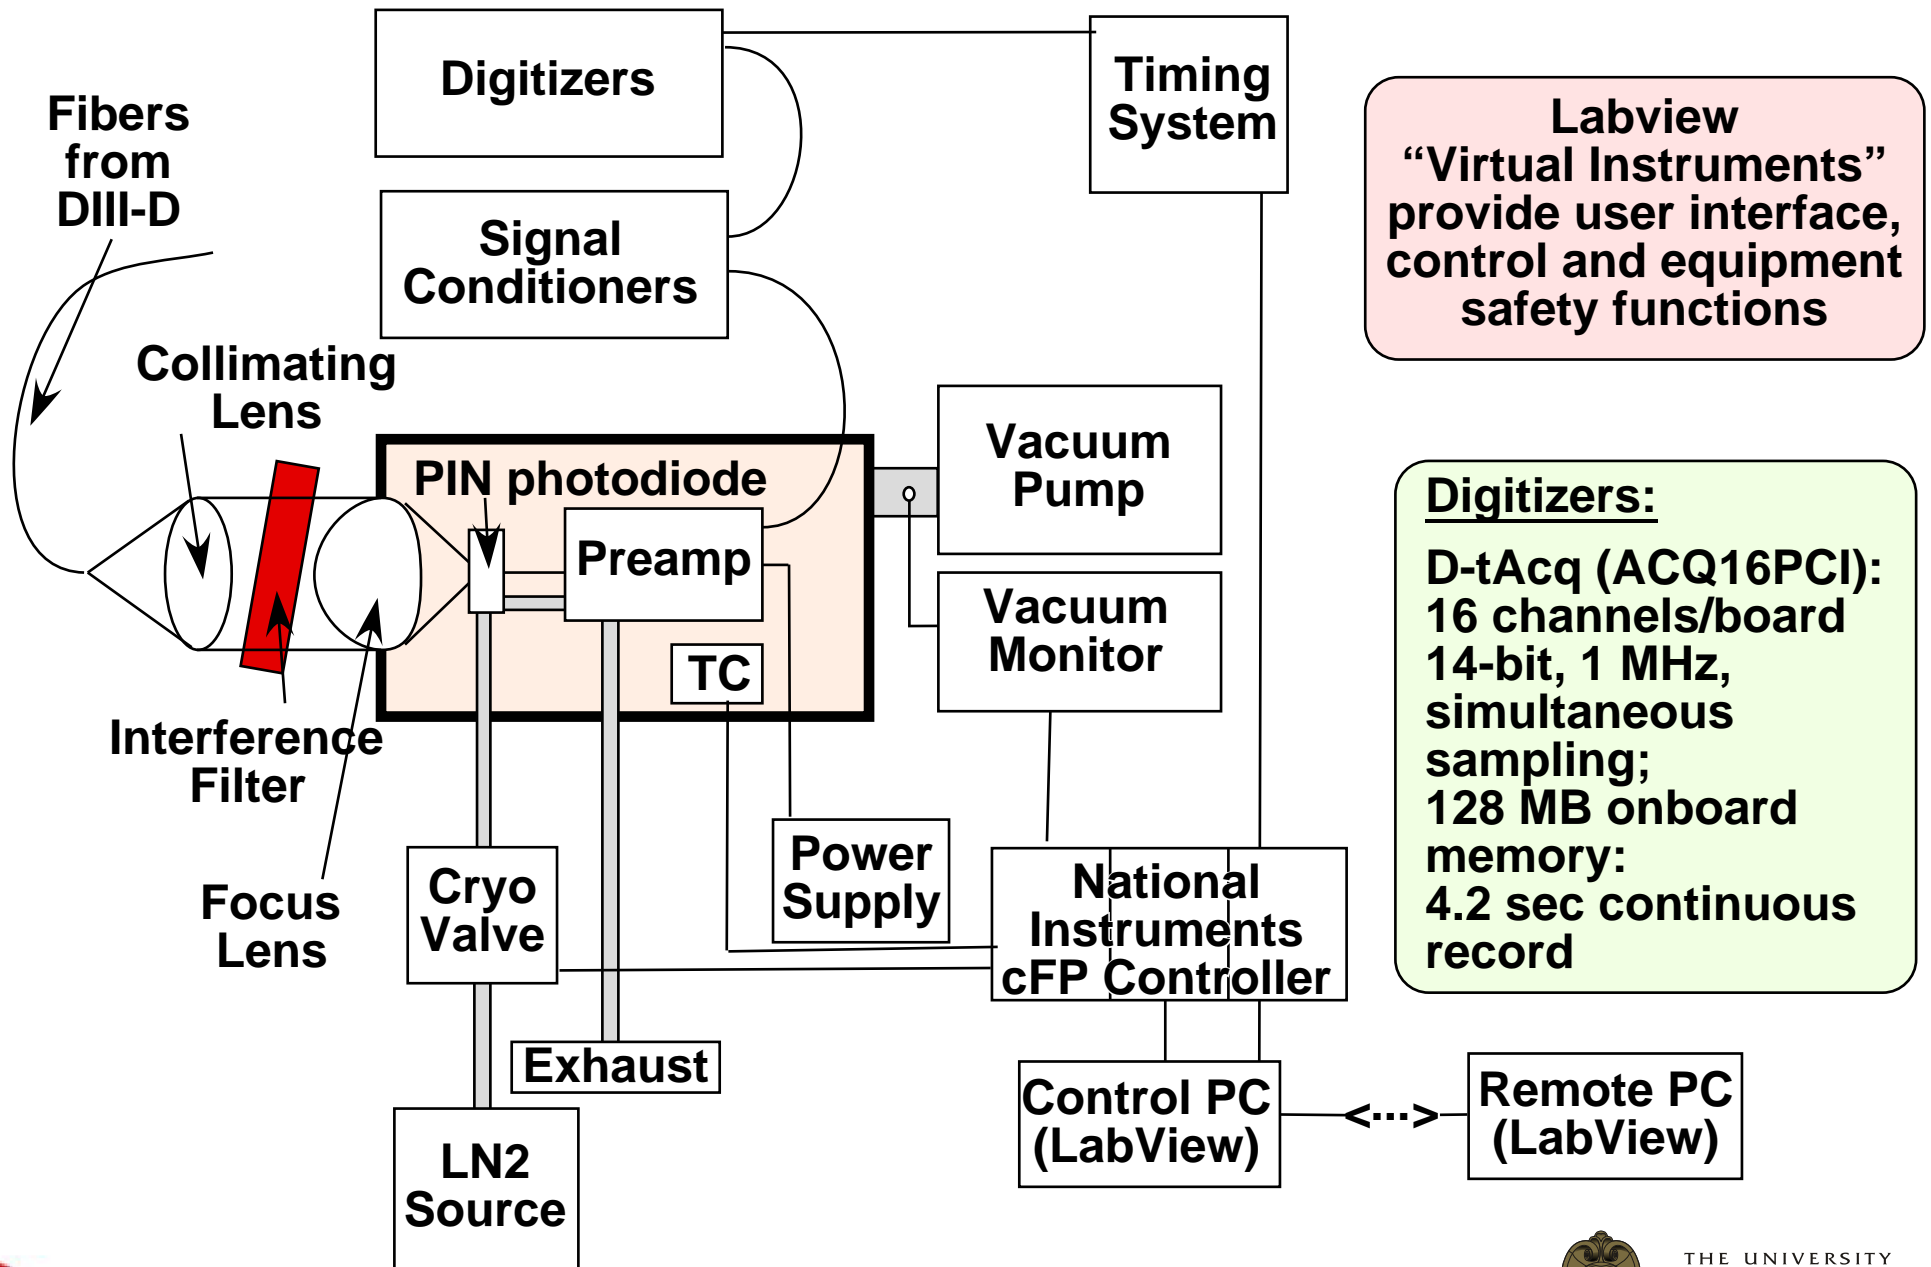 Digitizers
Timing
System
Fibers
from
DIII-D
Labview
“Virtual Instruments”
provide user interface,
control and equipment
safety functions
Signal
Conditioners
Collimating
Lens
PIN photodiode
Preamp
TC
Vacuum
Pump
Vacuum
Monitor
Digitizers:
D-tAcq (ACQ16PCI):
16 channels/board
14-bit, 1 MHz,
simultaneous
sampling;
128 MB onboard
memory:
4.2 sec continuous
record
Interference
Filter
Focus
Lens
Cryo
Valve
Power
Supply
National
Instruments
cFP Controller
Exhaust
Control PC
(LabView)
<--->
Remote PC
(LabView)
LN2
Source
THE UNIVERSITY